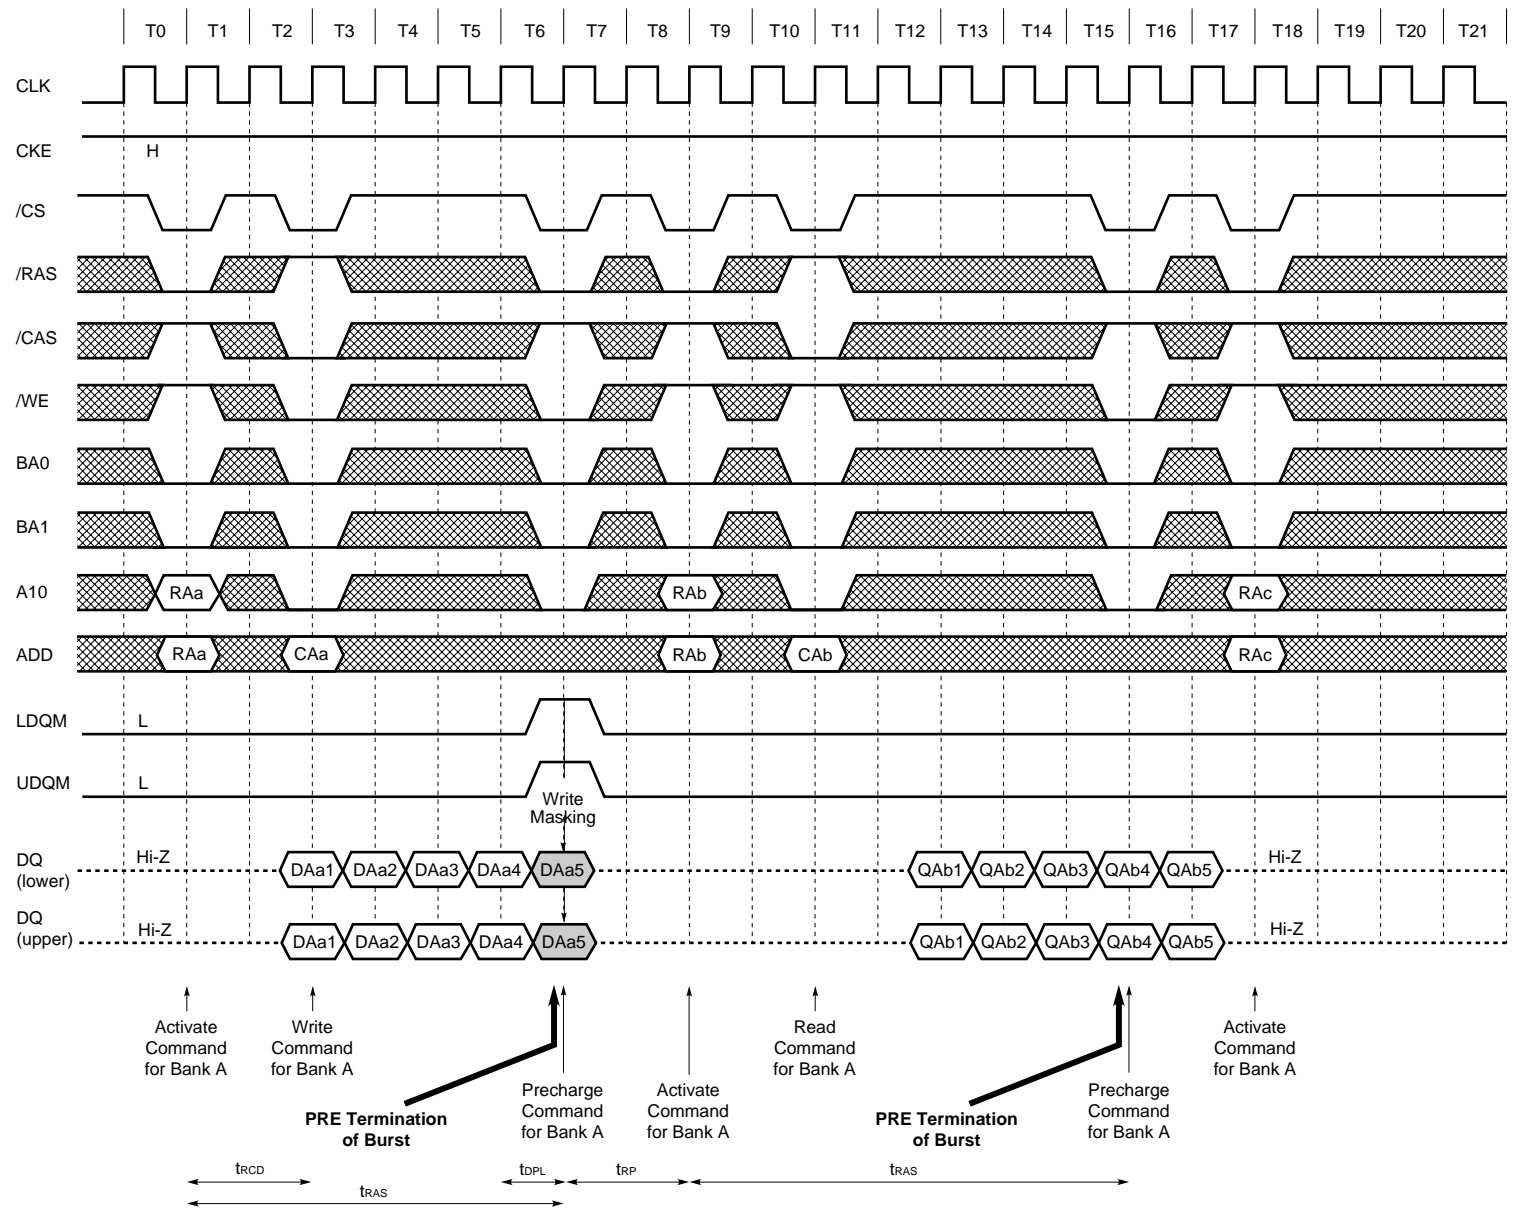 T0 T1 T2 T3 T4 T5 T6 T7 T8 T9 T10 T11 T12 T13 T14 T15 T16 T17 T18 T19 T20 T21
CLK
CKE H
/CS
/RAS
/CAS
/WE
BA0
BA1
A10 RAa RAb RAc
ADD RAa CAa RAb CAb RAc
LDQM L
UDQM L
Write
Masking
DQ
(lower)
Hi-Z DAa1 DAa2 DAa3 DAa4 DAa5 QAb1 QAb2 QAb3 QAb4 QAb5 Hi-Z
DQ
(upper)
Hi-Z DAa1 DAa2 DAa3 DAa4 DAa5 QAb1 QAb2 QAb3 QAb4 QAb5 Hi-Z
Activate
Command
for Bank A
Write
Command
for Bank A
PRE Termination
of Burst
Precharge
Command
for Bank A
Activate
Command
for Bank A
Read
Command
for Bank A
PRE Termination
of Burst
Precharge
Command
for Bank A
Activate
Command
for Bank A
tRCD tDPL tRP tRAS
tRAS